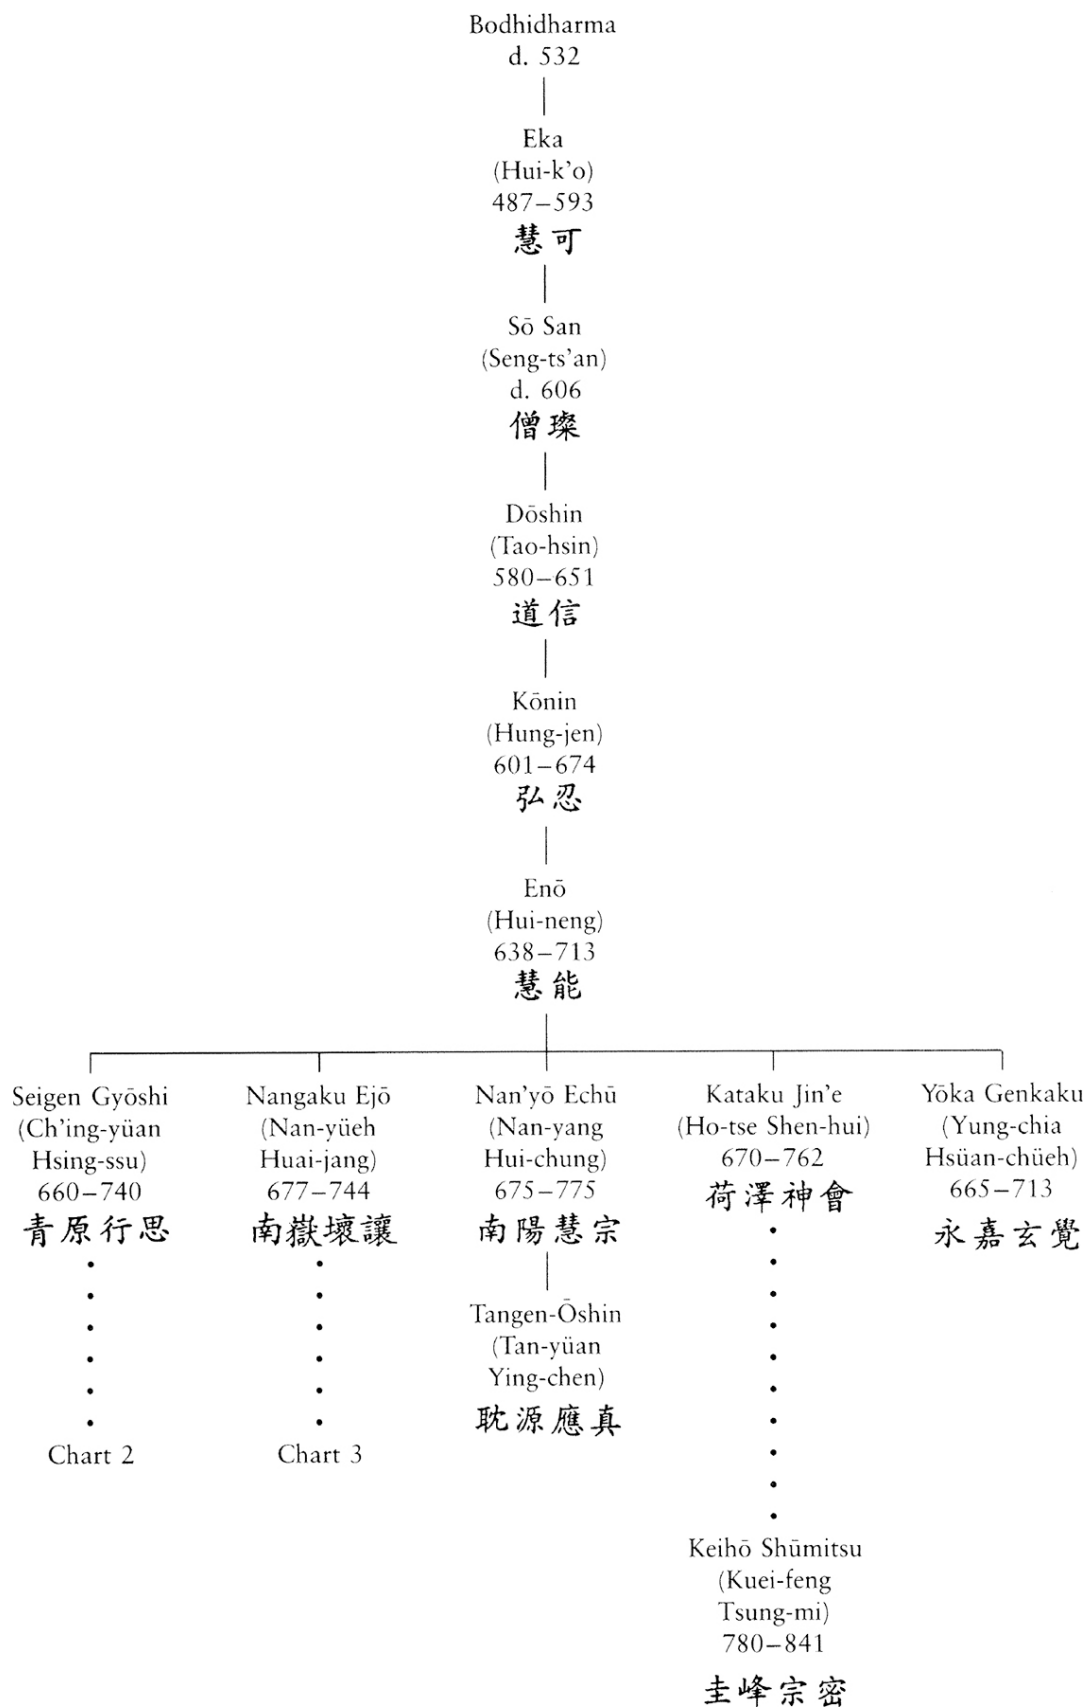 Bodhidharma
d. 532
Eka
(Hui-k'o)
487–593
慧可
Sō San
(Seng-ts'an)
d. 606
僧璨
Dōshin
(Tao-hsin)
580–651
道信
Kōnin
(Hung-jen)
601–674
弘忍
Enō
(Hui-neng)
638–713
慧能
Seigen Gyōshi
(Ch'ing-yüan
Hsing-ssu)
660–740
青原行思
Chart 2
Nangaku Ejō
(Nan-yüeh
Huai-jang)
677–744
南嶽壞讓
Chart 3
Nan'yō Echū
(Nan-yang
Hui-chung)
675–775
南陽慧宗
Tangen-Ōshin
(Tan-yüan
Ying-chen)
耽源應真
Kataku Jin'e
(Ho-tse Shen-hui)
670–762
荷澤神會
Keihō Shūmitsu
(Kuei-feng
Tsung-mi)
780–841
圭峰宗密
Yōka Genkaku
(Yung-chia
Hsüan-chüeh)
665–713
永嘉玄覺